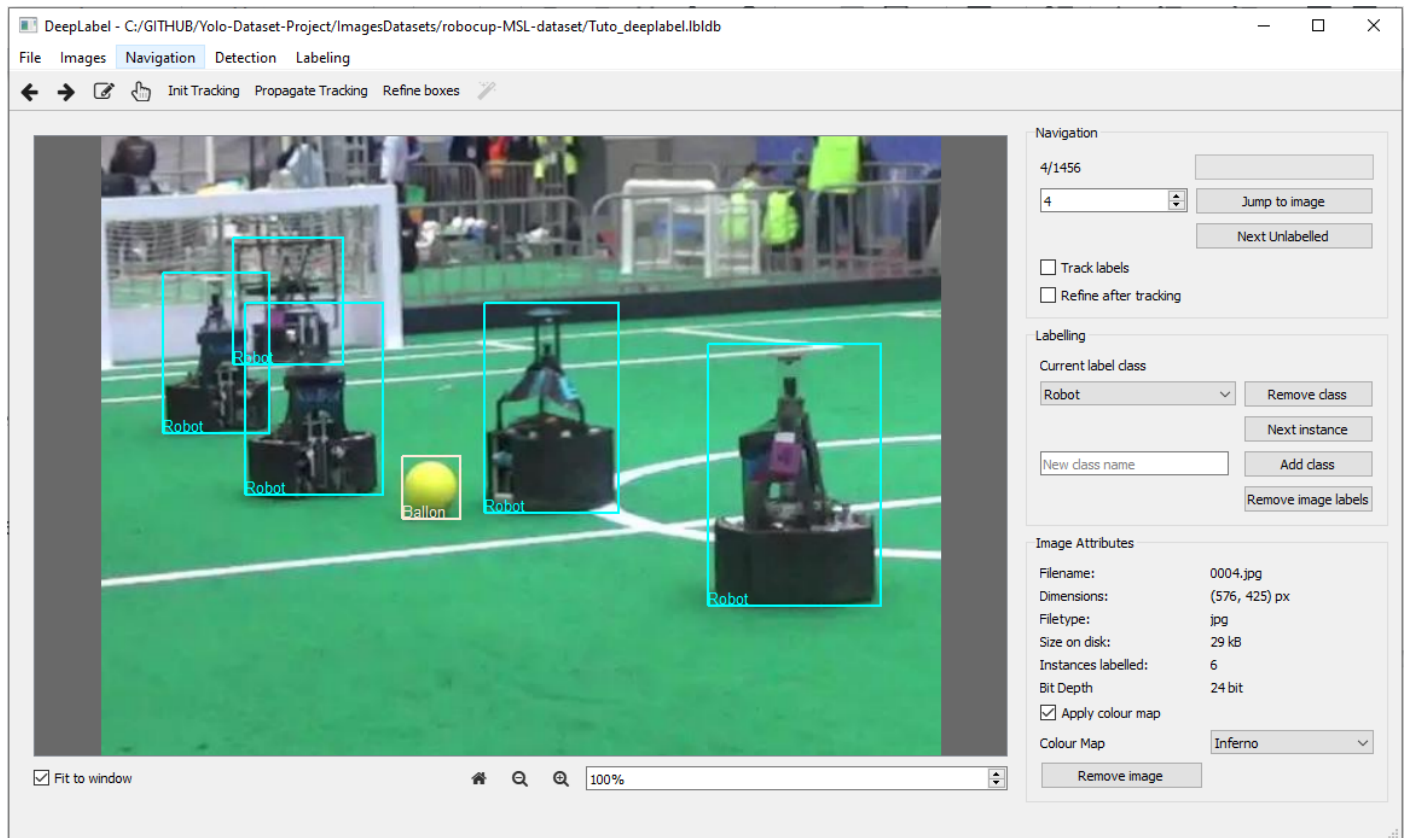 DeepLabel - C:/GITHUB/Yolo-Dataset-Project/ImagesDatasets/robocup-MSL-dataset/Tuto_deeplabel.lbldb
File Images Navigation Detection Labeling
Init Tracking Propagate Tracking Refine boxes
Robot
Robot
Robot
Ballon
Robot
Robot
Fit to window
100%
Navigation
4/1456
4
Jump to image
Next Unlabelled
Track labels
Refine after tracking
Labelling
Current label class
Robot
Remove class
Next instance
New class name
Add class
Remove image labels
Image Attributes
Filename: 0004.jpg
Dimensions: (576, 425) px
Filetype: jpg
Size on disk: 29 kB
Instances labelled: 6
Bit Depth 24 bit
Apply colour map
Colour Map Inferno
Remove image